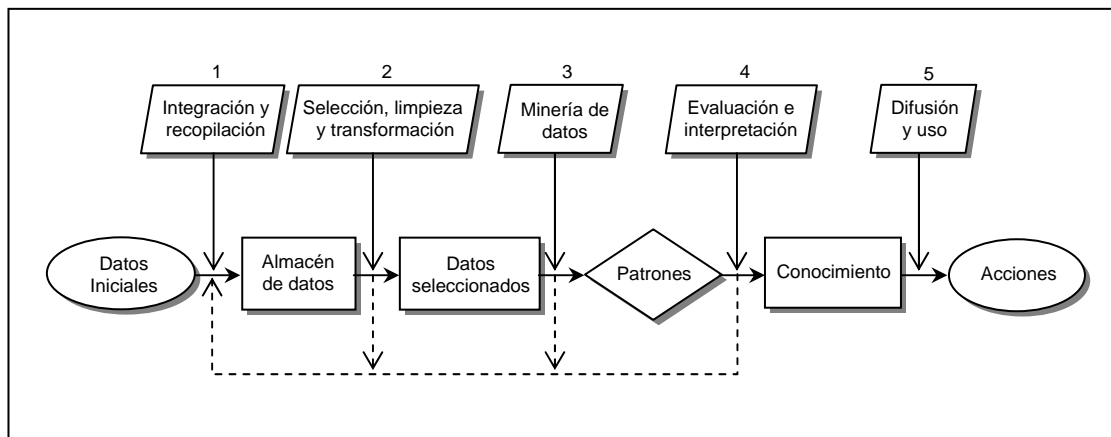 1
2
3
4
5
Integración y
recopilación
Selección, limpieza
y transformación
Minería de
datos
Evaluación e
interpretación
Difusión
y uso
Datos
Iniciales
Almacén
de datos
Datos
seleccionados
Patrones
Conocimiento
Acciones